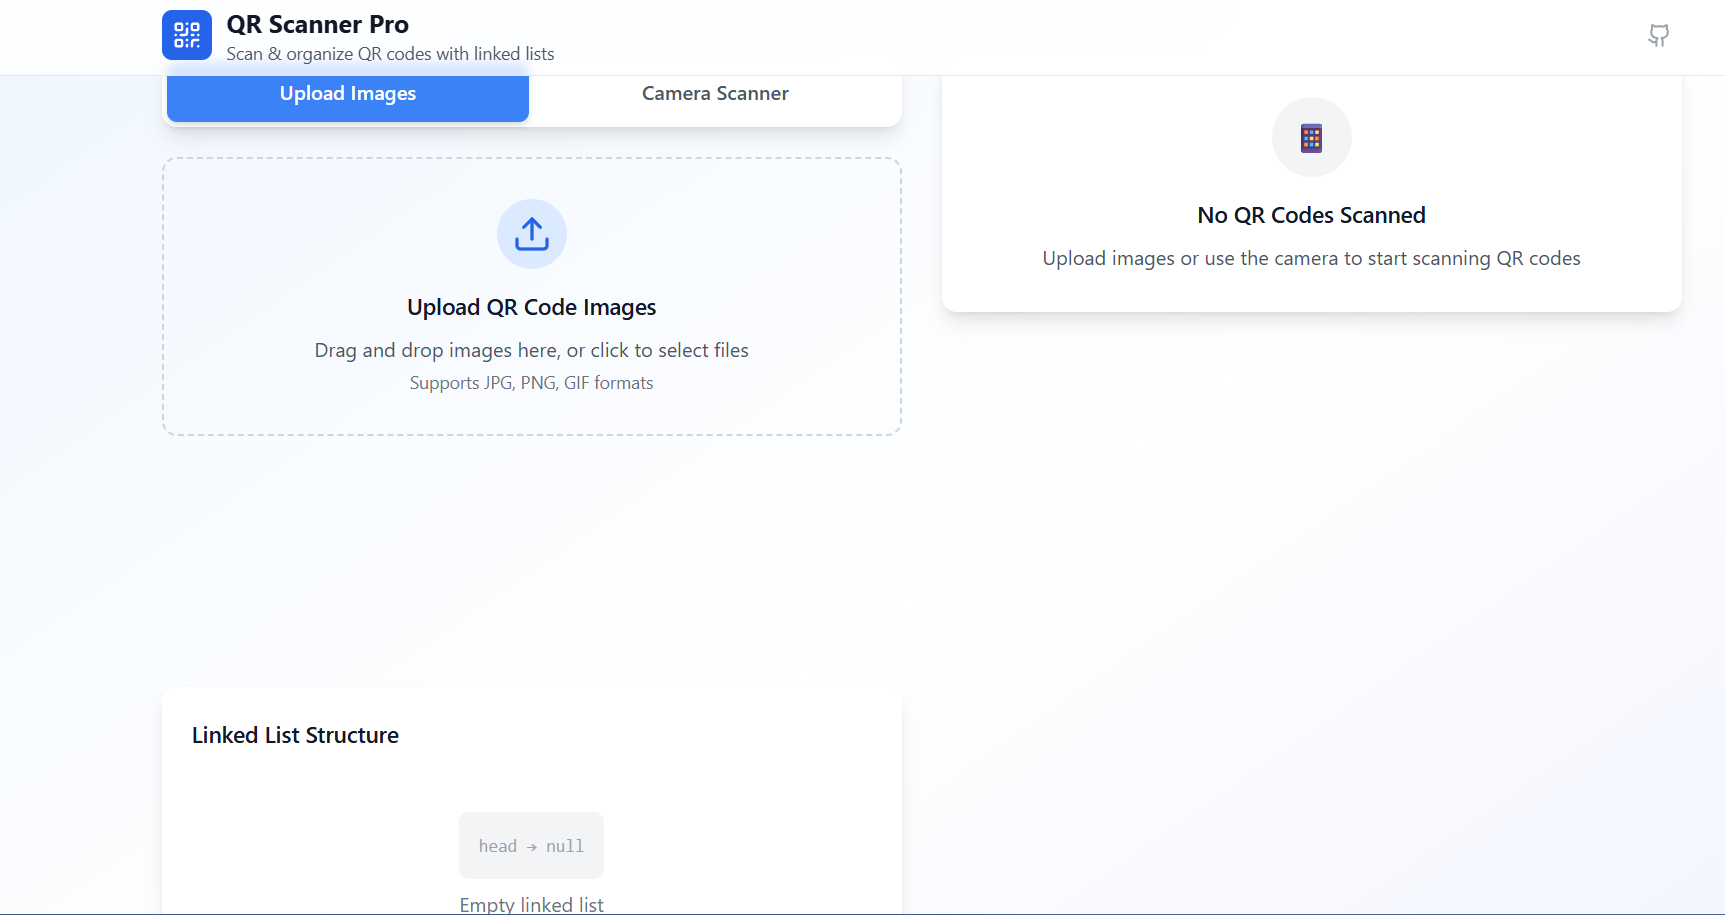 QR Scanner Pro
Scan & organize QR codes with linked lists
Upload Images
Camera Scanner
Upload QR Code Images
Drag and drop images here, or click to select files
Supports JPG, PNG, GIF formats
No QR Codes Scanned
Upload images or use the camera to start scanning QR codes
Linked List Structure
head → null
Empty linked list